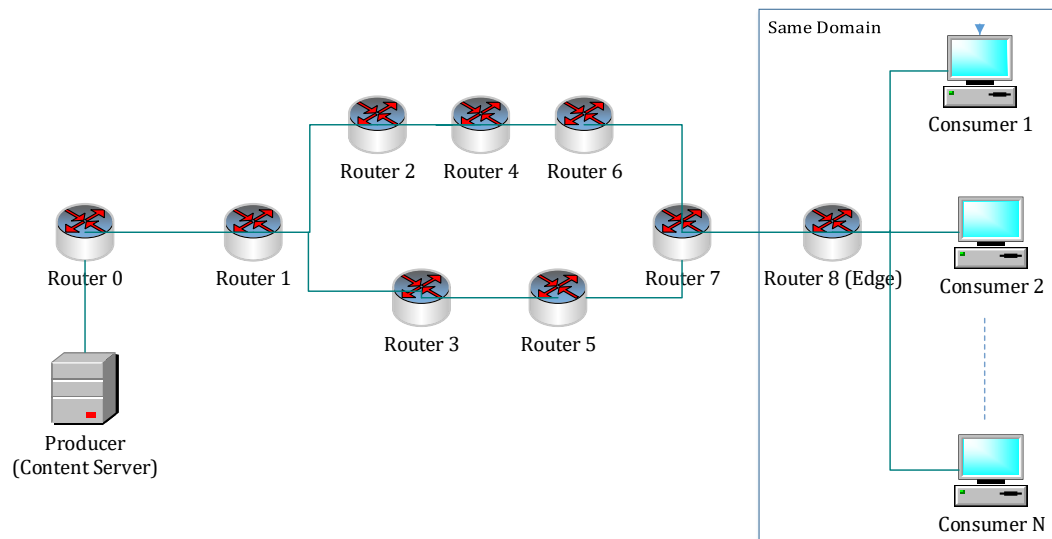 Same Domain
Consumer 1
Router 2
Router 4
Router 6
Router 0
Router 1
Router 7
Router 8 (Edge)
Consumer 2
Router 3
Router 5
Producer
(Content Server)
Consumer N